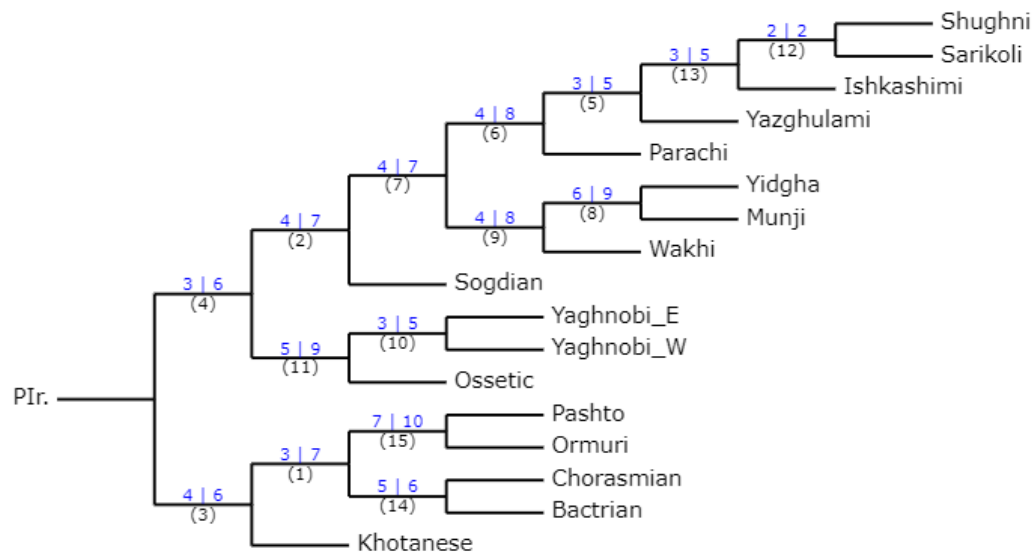 Shughni
2 | 2
(12)
Sarikoli
3 | 5
(13)
Ishkashimi
3 | 5
(5)
Yazghulami
4 | 8
(6)
Parachi
4 | 7
(7)
Yidgha
6 | 9
(8)
Munji
4 | 8
(9)
Wakhi
4 | 7
(2)
Sogdian
3 | 6
(4)
Yaghnobi_E
3 | 5
(10)
Yaghnobi_W
5 | 9
(11)
Ossetic
PIr.
Pashto
7 | 10
(15)
Ormuri
3 | 7
(1)
Chorasmian
5 | 6
(14)
Bactrian
4 | 6
(3)
Khotanese